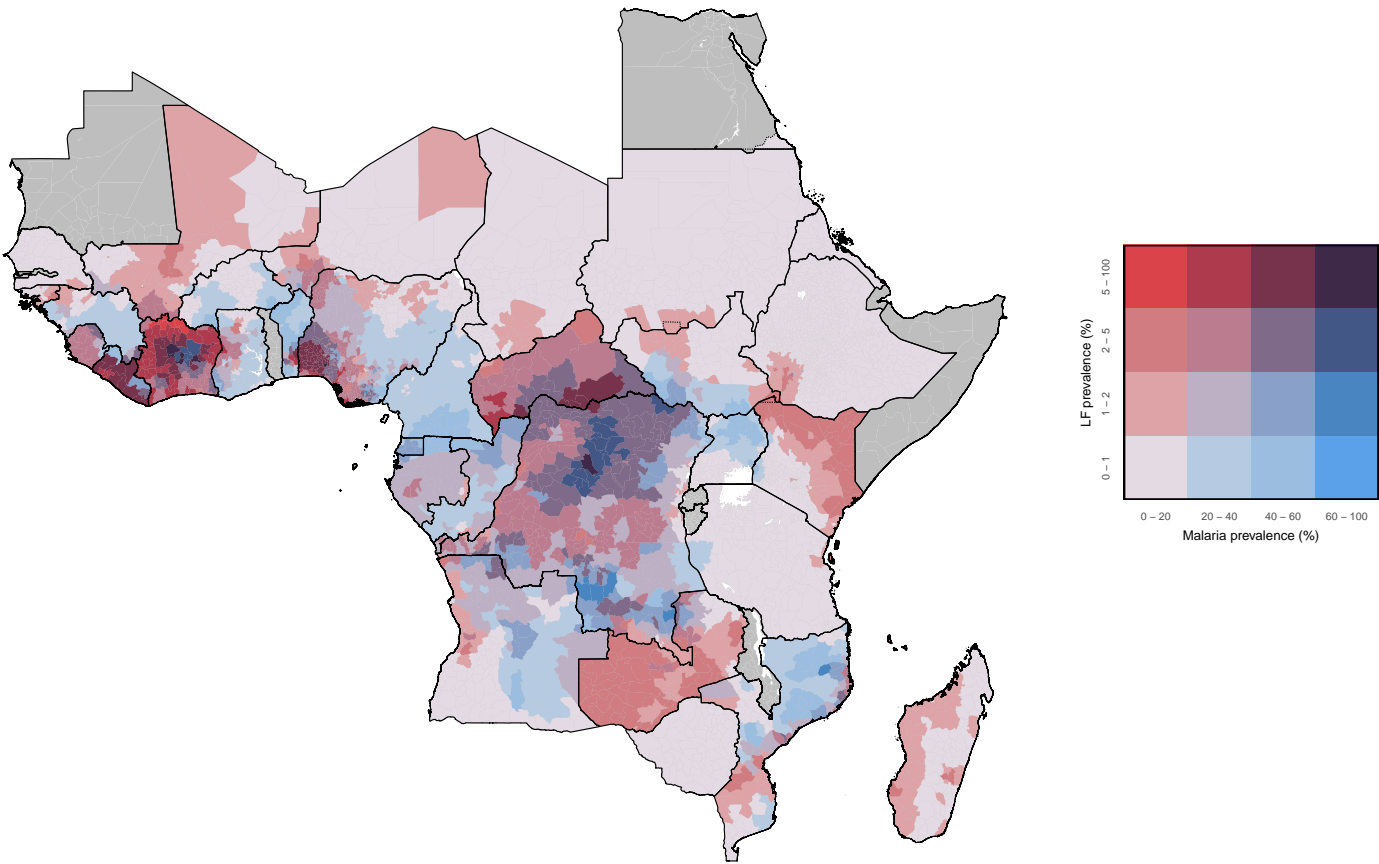 LF prevalence (%)
5 – 100
2 – 5
1 – 2
0 – 1
0 – 20
20 – 40
40 – 60
60 – 100
Malaria prevalence (%)